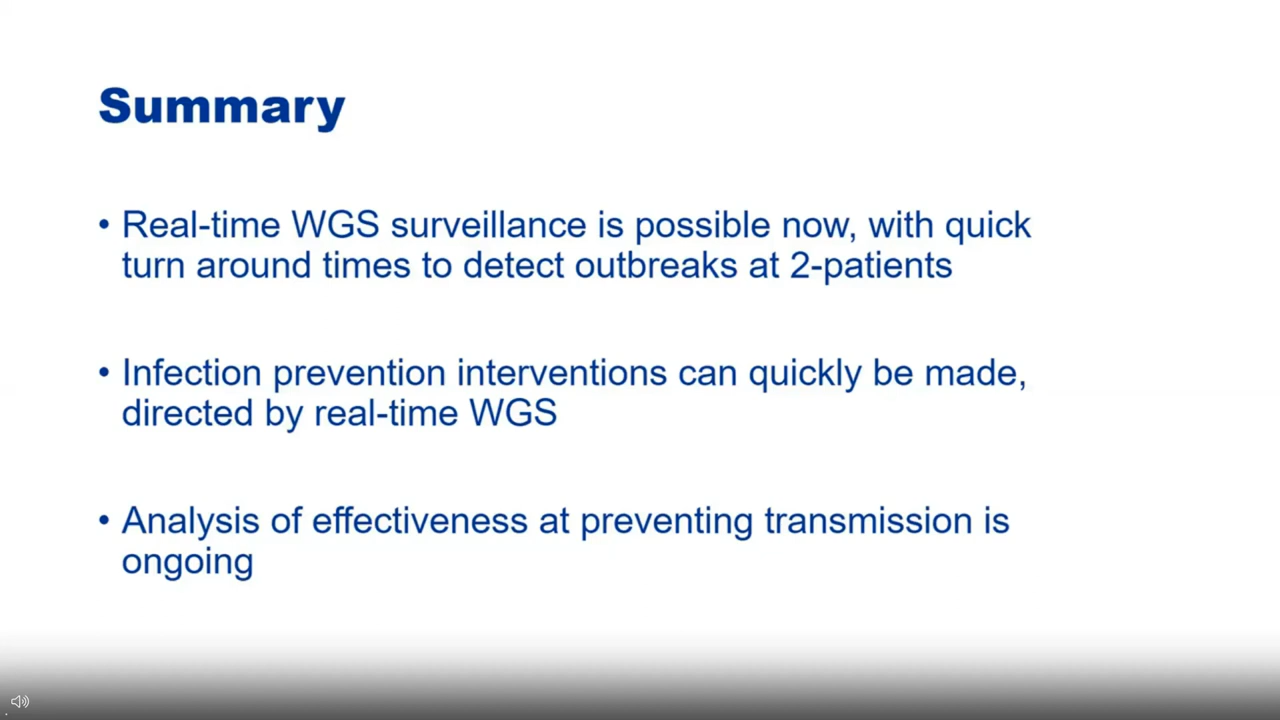 Summary
• Real-time WGS surveillance is possible now, with quick
turn around times to detect outbreaks at 2-patients
• Infection prevention interventions can quickly be made,
directed by real-time WGS
• Analysis of effectiveness at preventing transmission is
ongoing